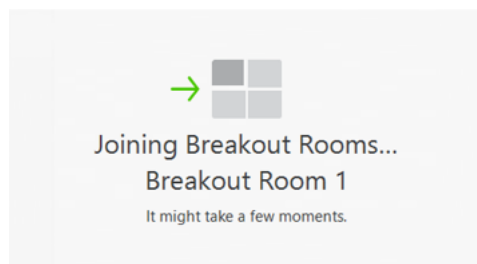 Joining Breakout Rooms...
Breakout Room 1
It might take a few moments.